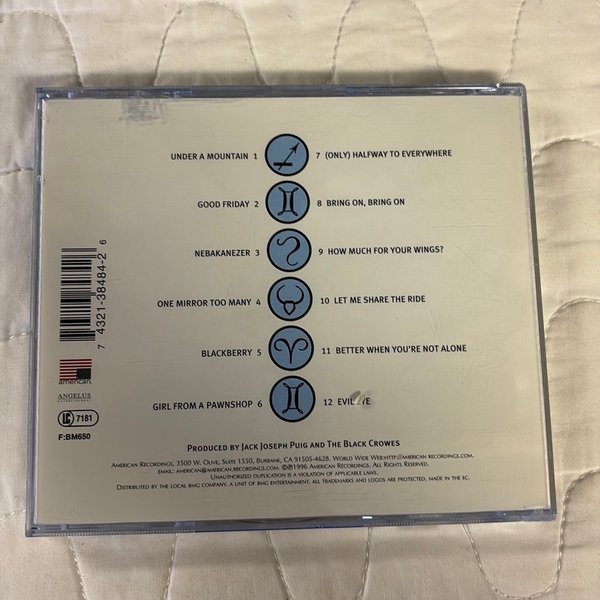 UNDER A MOUNTAIN 1
GOOD FRIDAY 2
NEBAKANEZER 3
ONE MIRROR TOO MANY 4
BLACKBERRY 5
GIRL FROM A PAWNSHOP 6
7 (ONLY) HALFWAY TO EVERYWHERE
8 BRING ON, BRING ON
9 HOW MUCH FOR YOUR WINGS?
10 LET ME SHARE THE RIDE
11 BETTER WHEN YOU'RE NOT ALONE
12 EVIL EYE
7 4321-38484-2 6
american
ANGELUS
ENTERTAINMENT
LC 7181
F:BM650
PRODUCED BY JACK JOSEPH PUIG AND THE BLACK CROWES
AMERICAN RECORDINGS, 3500 W. OLIVE, SUITE 1550, BURBANK, CA 91505-4628. WORLD WIDE WEB:HTTP://AMERICAN.RECORDINGS.COM.
EMAIL: AMERICAN@AMERICAN.RECORDINGS.COM. ©℗1996 AMERICAN RECORDINGS. ALL RIGHTS RESERVED.
UNAUTHORIZED DUPLICATION IS A VIOLATION OF APPLICABLE LAWS.
DISTRIBUTED BY THE LOCAL BMG COMPANY, A UNIT OF BMG ENTERTAINMENT. ALL TRADEMARKS AND LOGOS ARE PROTECTED. MADE IN THE EC.